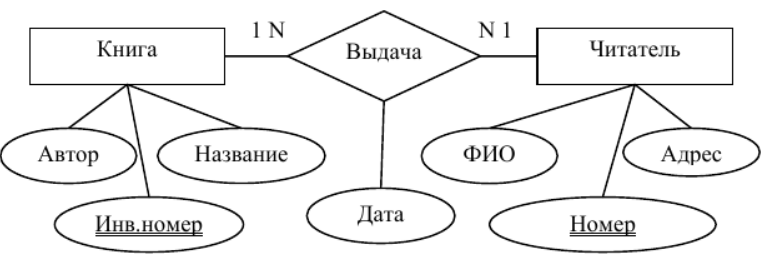 Книга
1 N
Выдача
N 1
Читатель
Автор
Название
ФИО
Адрес
Инв.номер
Дата
Номер